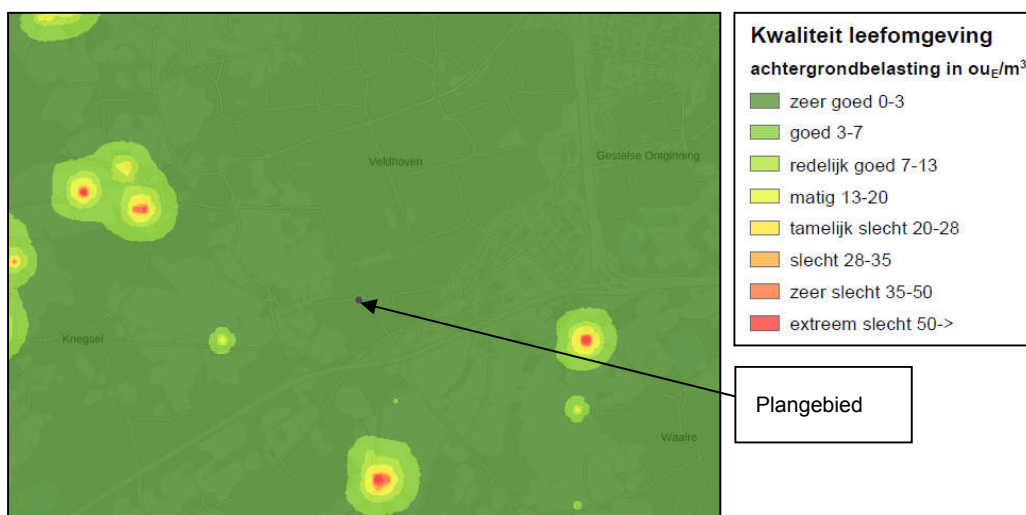 Kwaliteit leefomgeving
achtergrondbelasting in ouE/m³
zeer goed 0-3
goed 3-7
redelijk goed 7-13
matig 13-20
tamelijk slecht 20-28
slecht 28-35
zeer slecht 35-50
extreem slecht 50->
Veldhoven
Gestelse Ontginning
Knegsel
Waalre
Plangebied